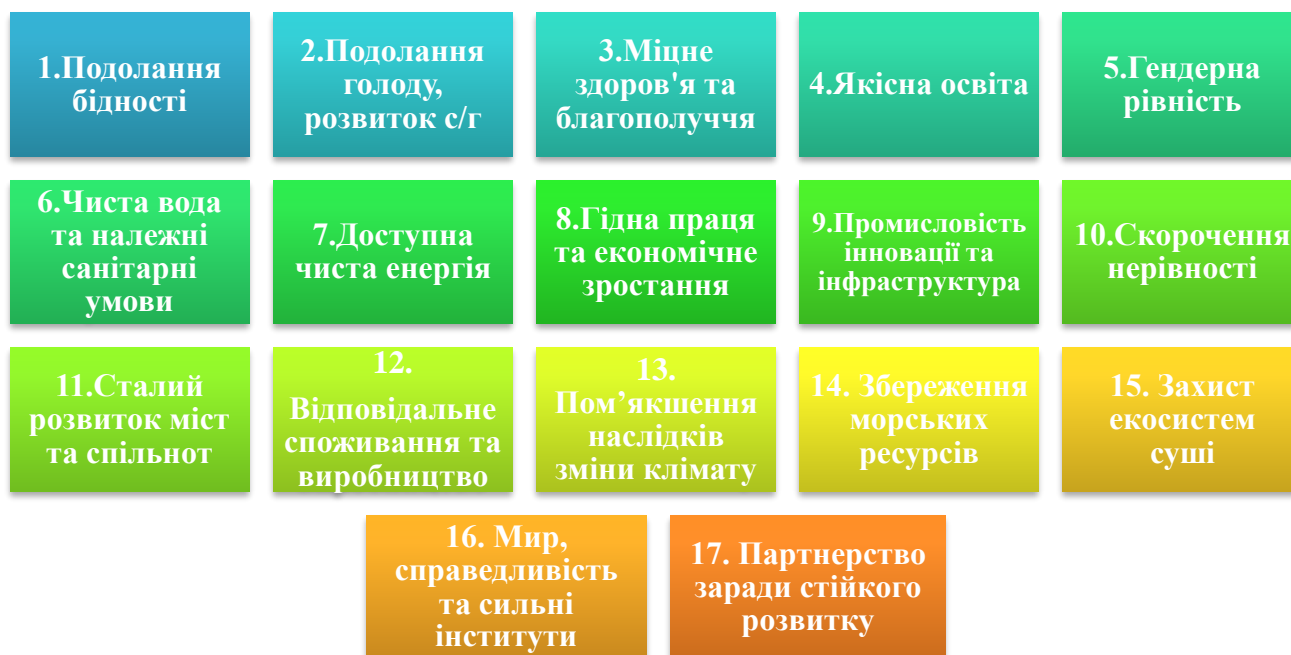 1.Подолання
бідності
2.Подолання
голоду,
розвиток с/г
3.Міцне
здоров'я та
благополуччя
4.Якісна освіта
5.Гендерна
рівність
6.Чиста вода
та належні
санітарні
умови
7.Доступна
чиста енергія
8.Гідна праця
та економічне
зростання
9.Промисловість
інновації та
інфраструктура
10.Скорочення
нерівності
11.Сталий
розвиток міст
та спільнот
12.
Відповідальне
споживання та
виробництво
13.
Пом’якшення
наслідків
зміни клімату
14. Збереження
морських
ресурсів
15. Захист
екосистем
суші
16. Мир,
справедливість
та сильні
інститути
17. Партнерство
заради стійкого
розвитку